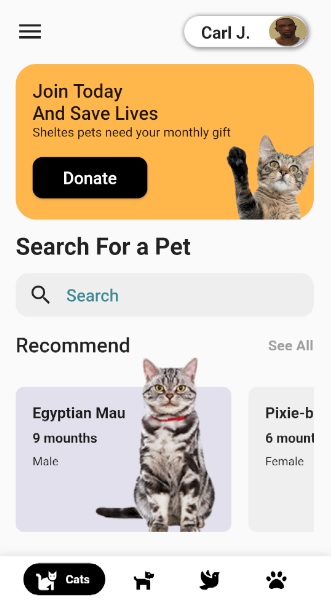 Carl J.
Join Today
And Save Lives
Sheltes pets need your monthly gift
Donate
Search For a Pet
Search
Recommend
See All
Egyptian Mau
9 mounths
Male
Pixie-b
6 mount
Female
Cats